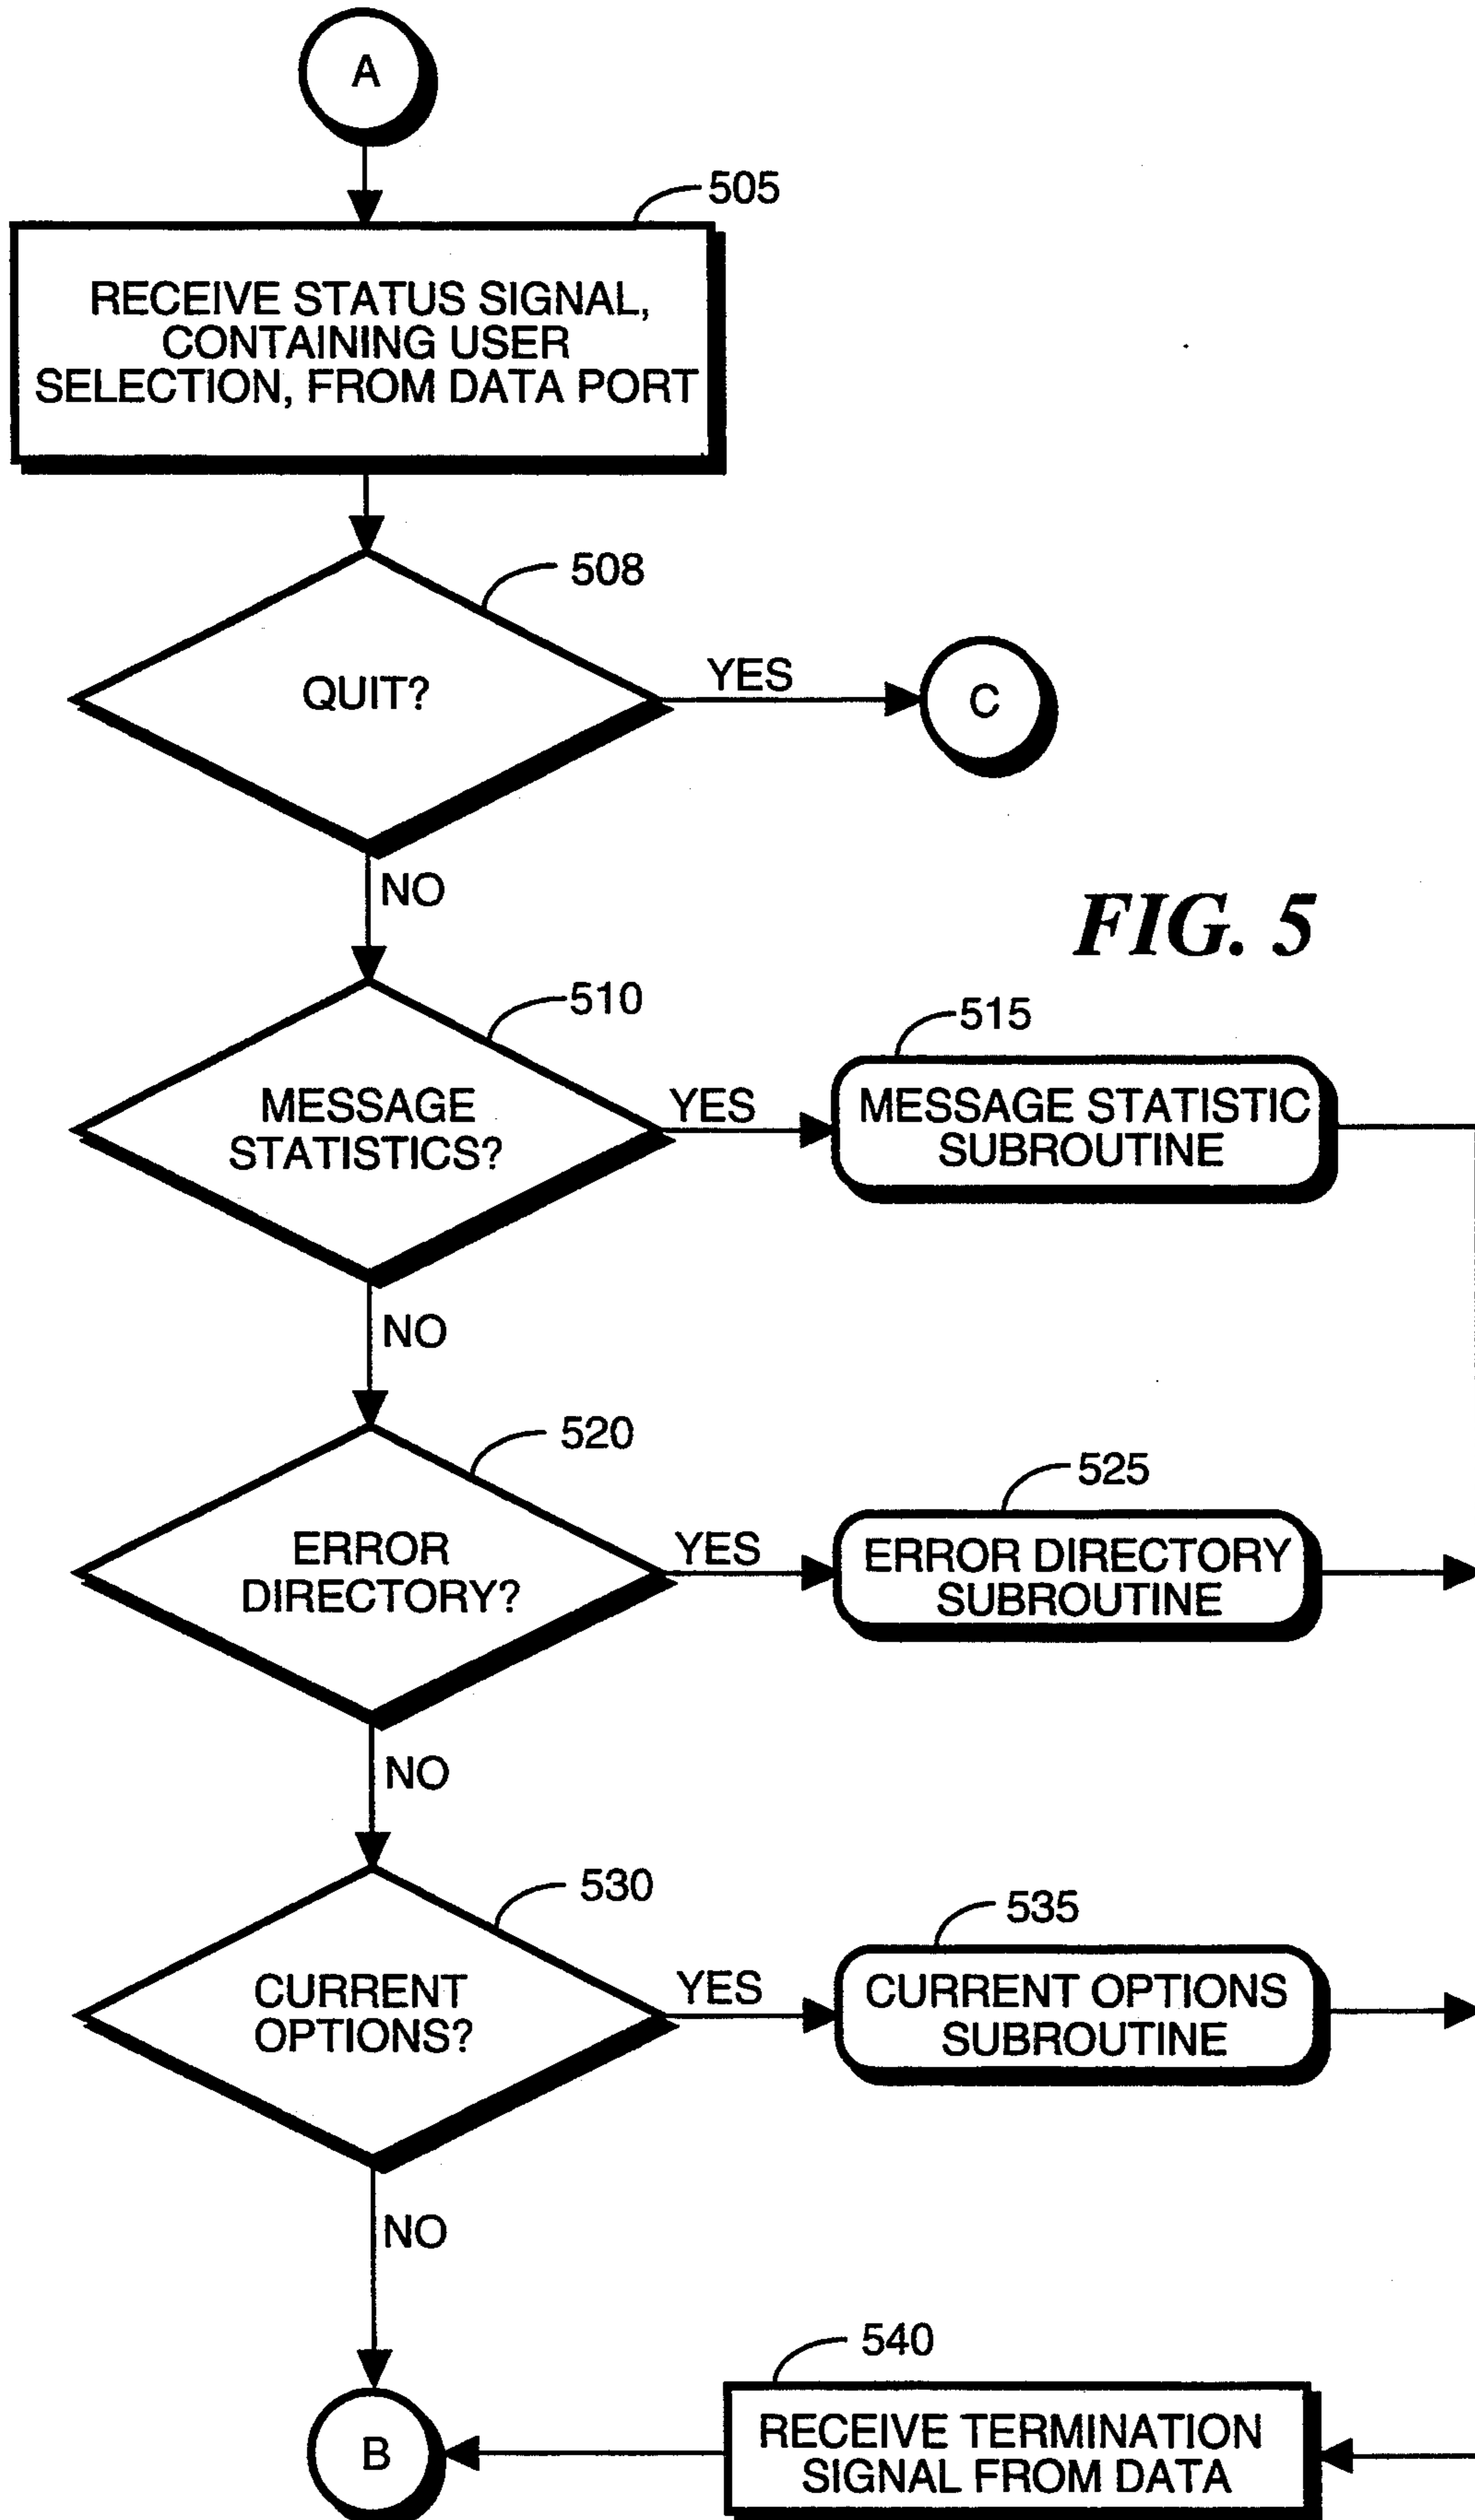 A
505
RECEIVE STATUS SIGNAL,
CONTAINING USER
SELECTION, FROM DATA PORT
508
QUIT?
YES
C
NO
FIG. 5
510
MESSAGE
STATISTICS?
YES
515
MESSAGE STATISTIC
SUBROUTINE
NO
520
ERROR
DIRECTORY?
YES
525
ERROR DIRECTORY
SUBROUTINE
NO
530
CURRENT
OPTIONS?
YES
535
CURRENT OPTIONS
SUBROUTINE
NO
540
B
RECEIVE TERMINATION
SIGNAL FROM DATA